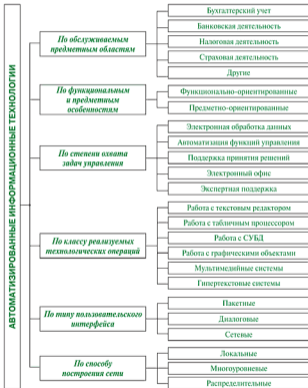 АВТОМАТИЗИРОВАННЫЕ ИНФОРМАЦИОННЫЕ ТЕХНОЛОГИИ
По обслуживаемым
предметным областям
Бухгалтерский учет
Банковская деятельность
Налоговая деятельность
Страховая деятельность
Другие
По функциональным
и предметным
особенностям
Функционально-ориентированные
Предметно-ориентированные
По степени охвата
задач управления
Электронная обработка данных
Автоматизация функций управления
Поддержка принятия решений
Электронный офис
Экспертная поддержка
По классу реализуемых
технологических операций
Работа с текстовым редактором
Работа с табличным процессором
Работа с СУБД
Работа с графическими объектами
Мультимедийные системы
Гипертекстовые системы
По типу пользовательского
интерфейса
Пакетные
Диалоговые
Сетевые
По способу
построения сети
Локальные
Многоуровневые
Распределительные